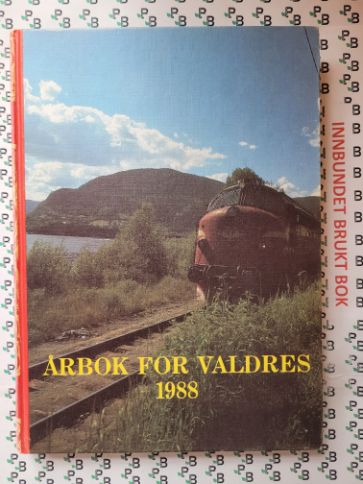 ÅRBOK FOR VALDRES
1988
INNBUNDET BRUKT BOK